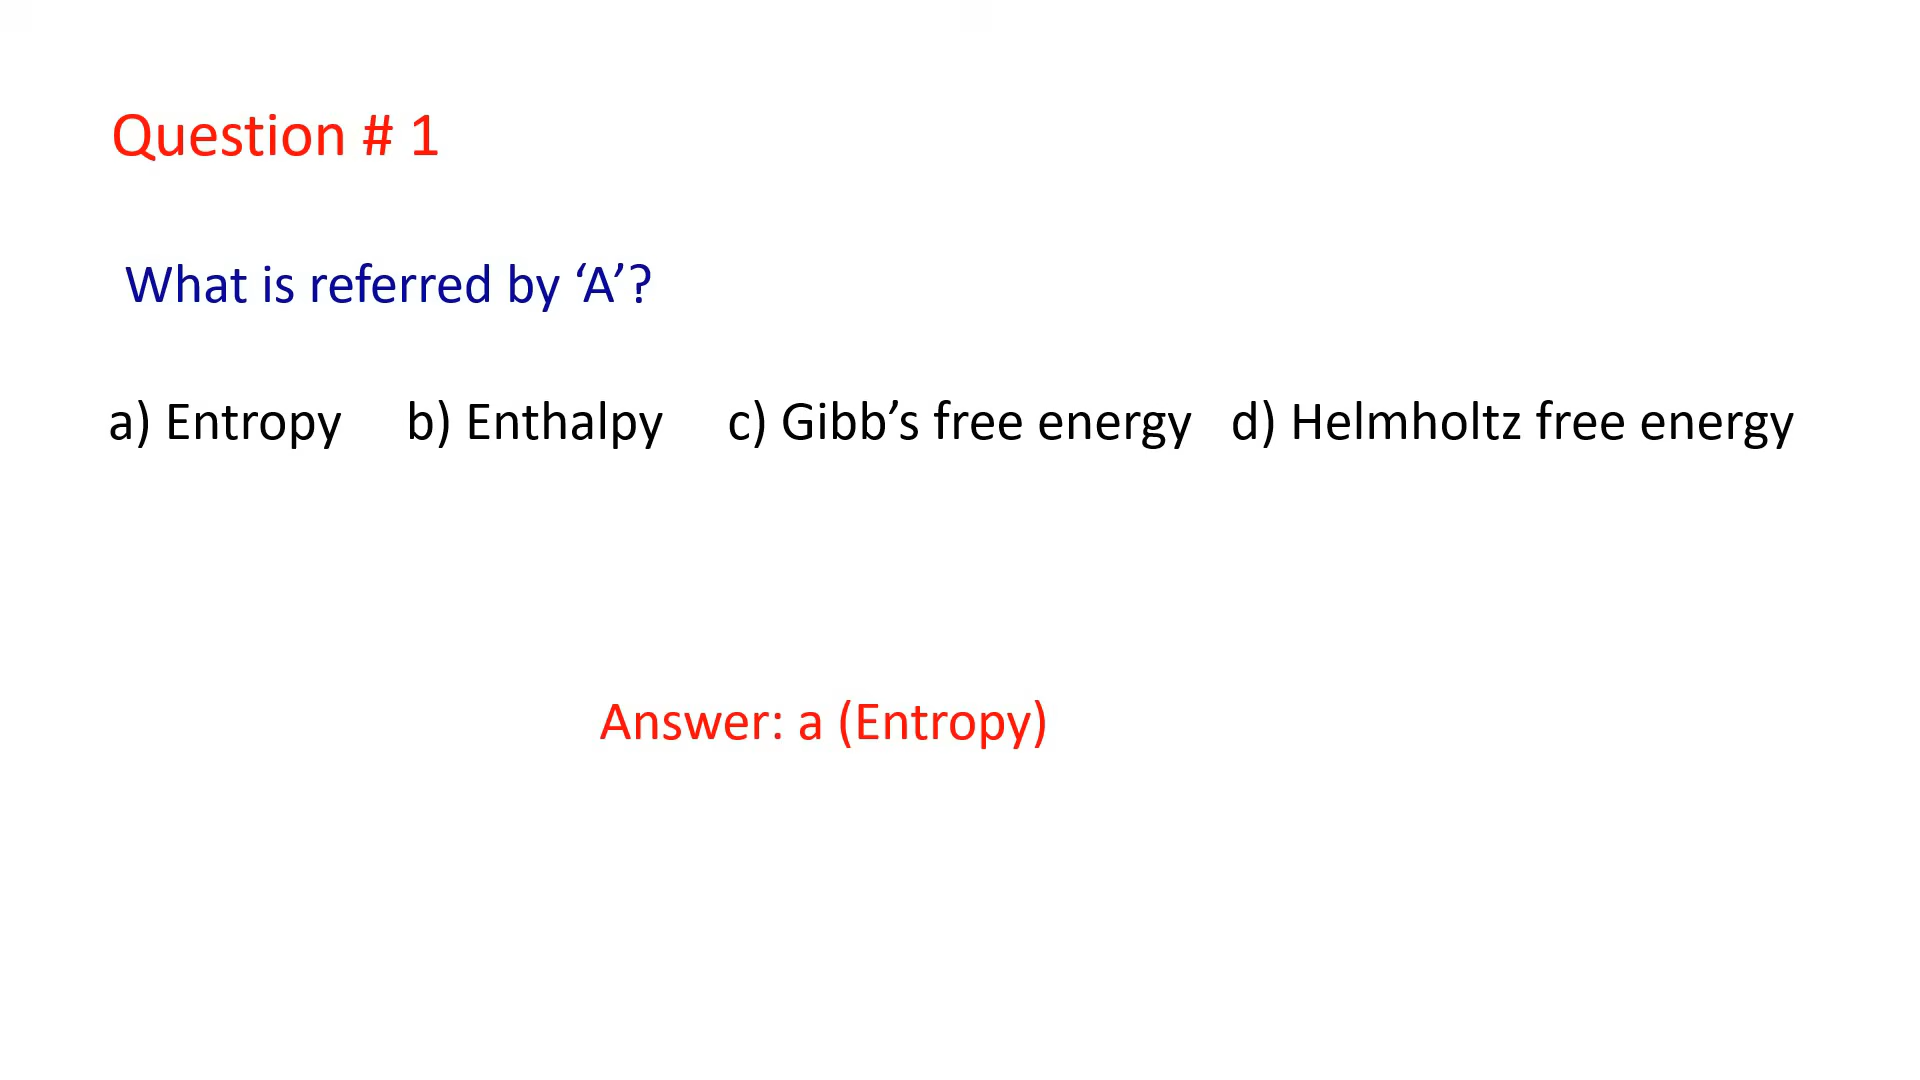 Question # 1
What is referred by ‘A’?
a) Entropy b) Enthalpy c) Gibb’s free energy d) Helmholtz free energy
Answer: a (Entropy)